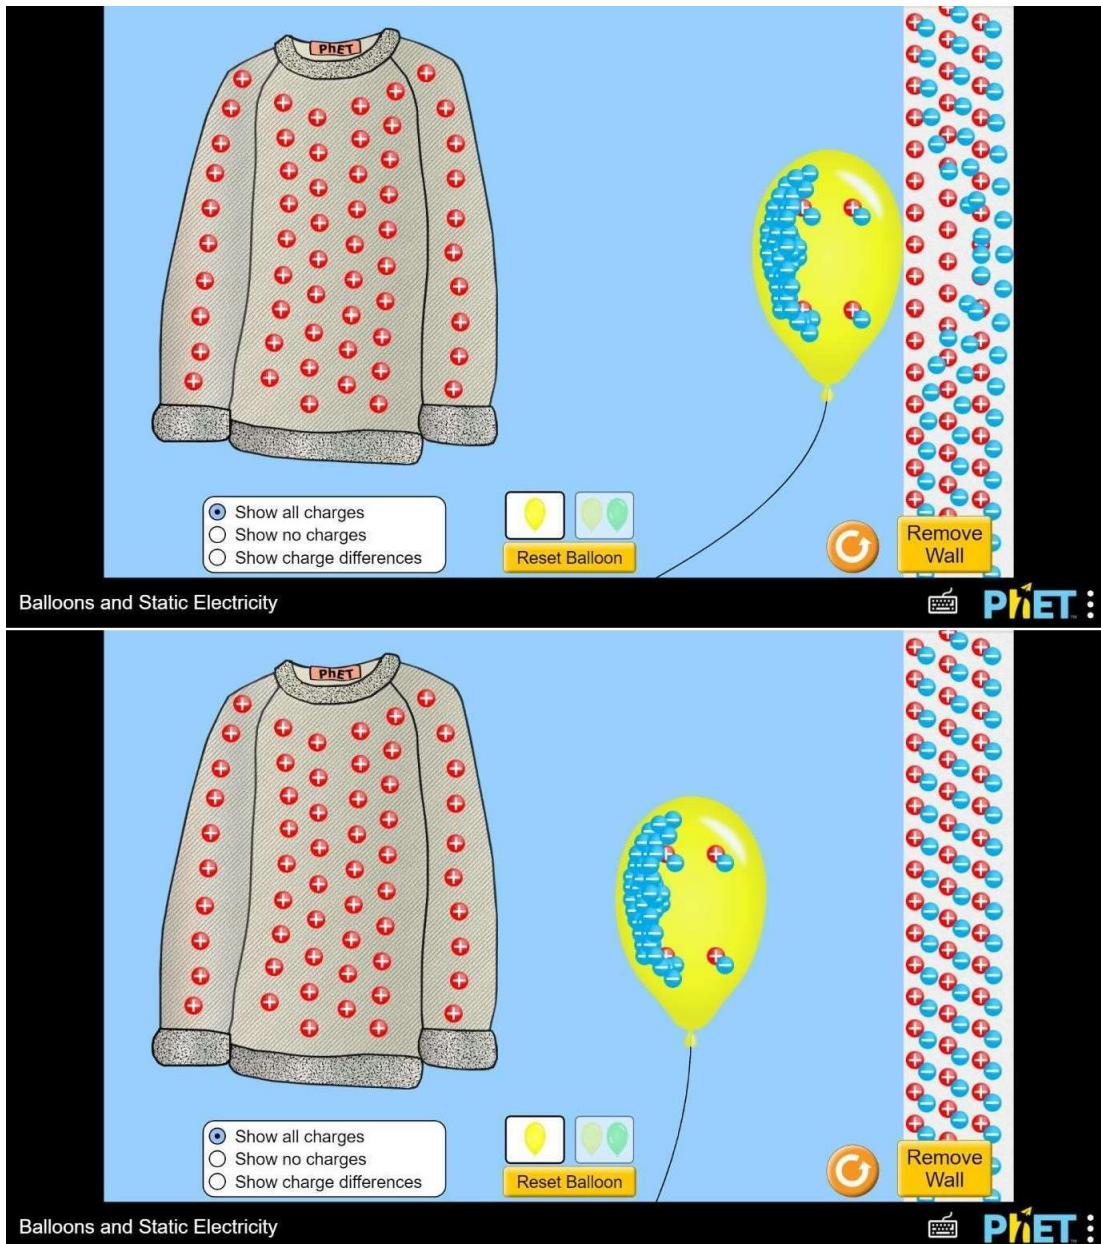 PhET
Show all charges
Show no charges
Show charge differences
Reset Balloon
Remove
Wall
Balloons and Static Electricity
PhET
PhET
Show all charges
Show no charges
Show charge differences
Reset Balloon
Remove
Wall
Balloons and Static Electricity
PhET